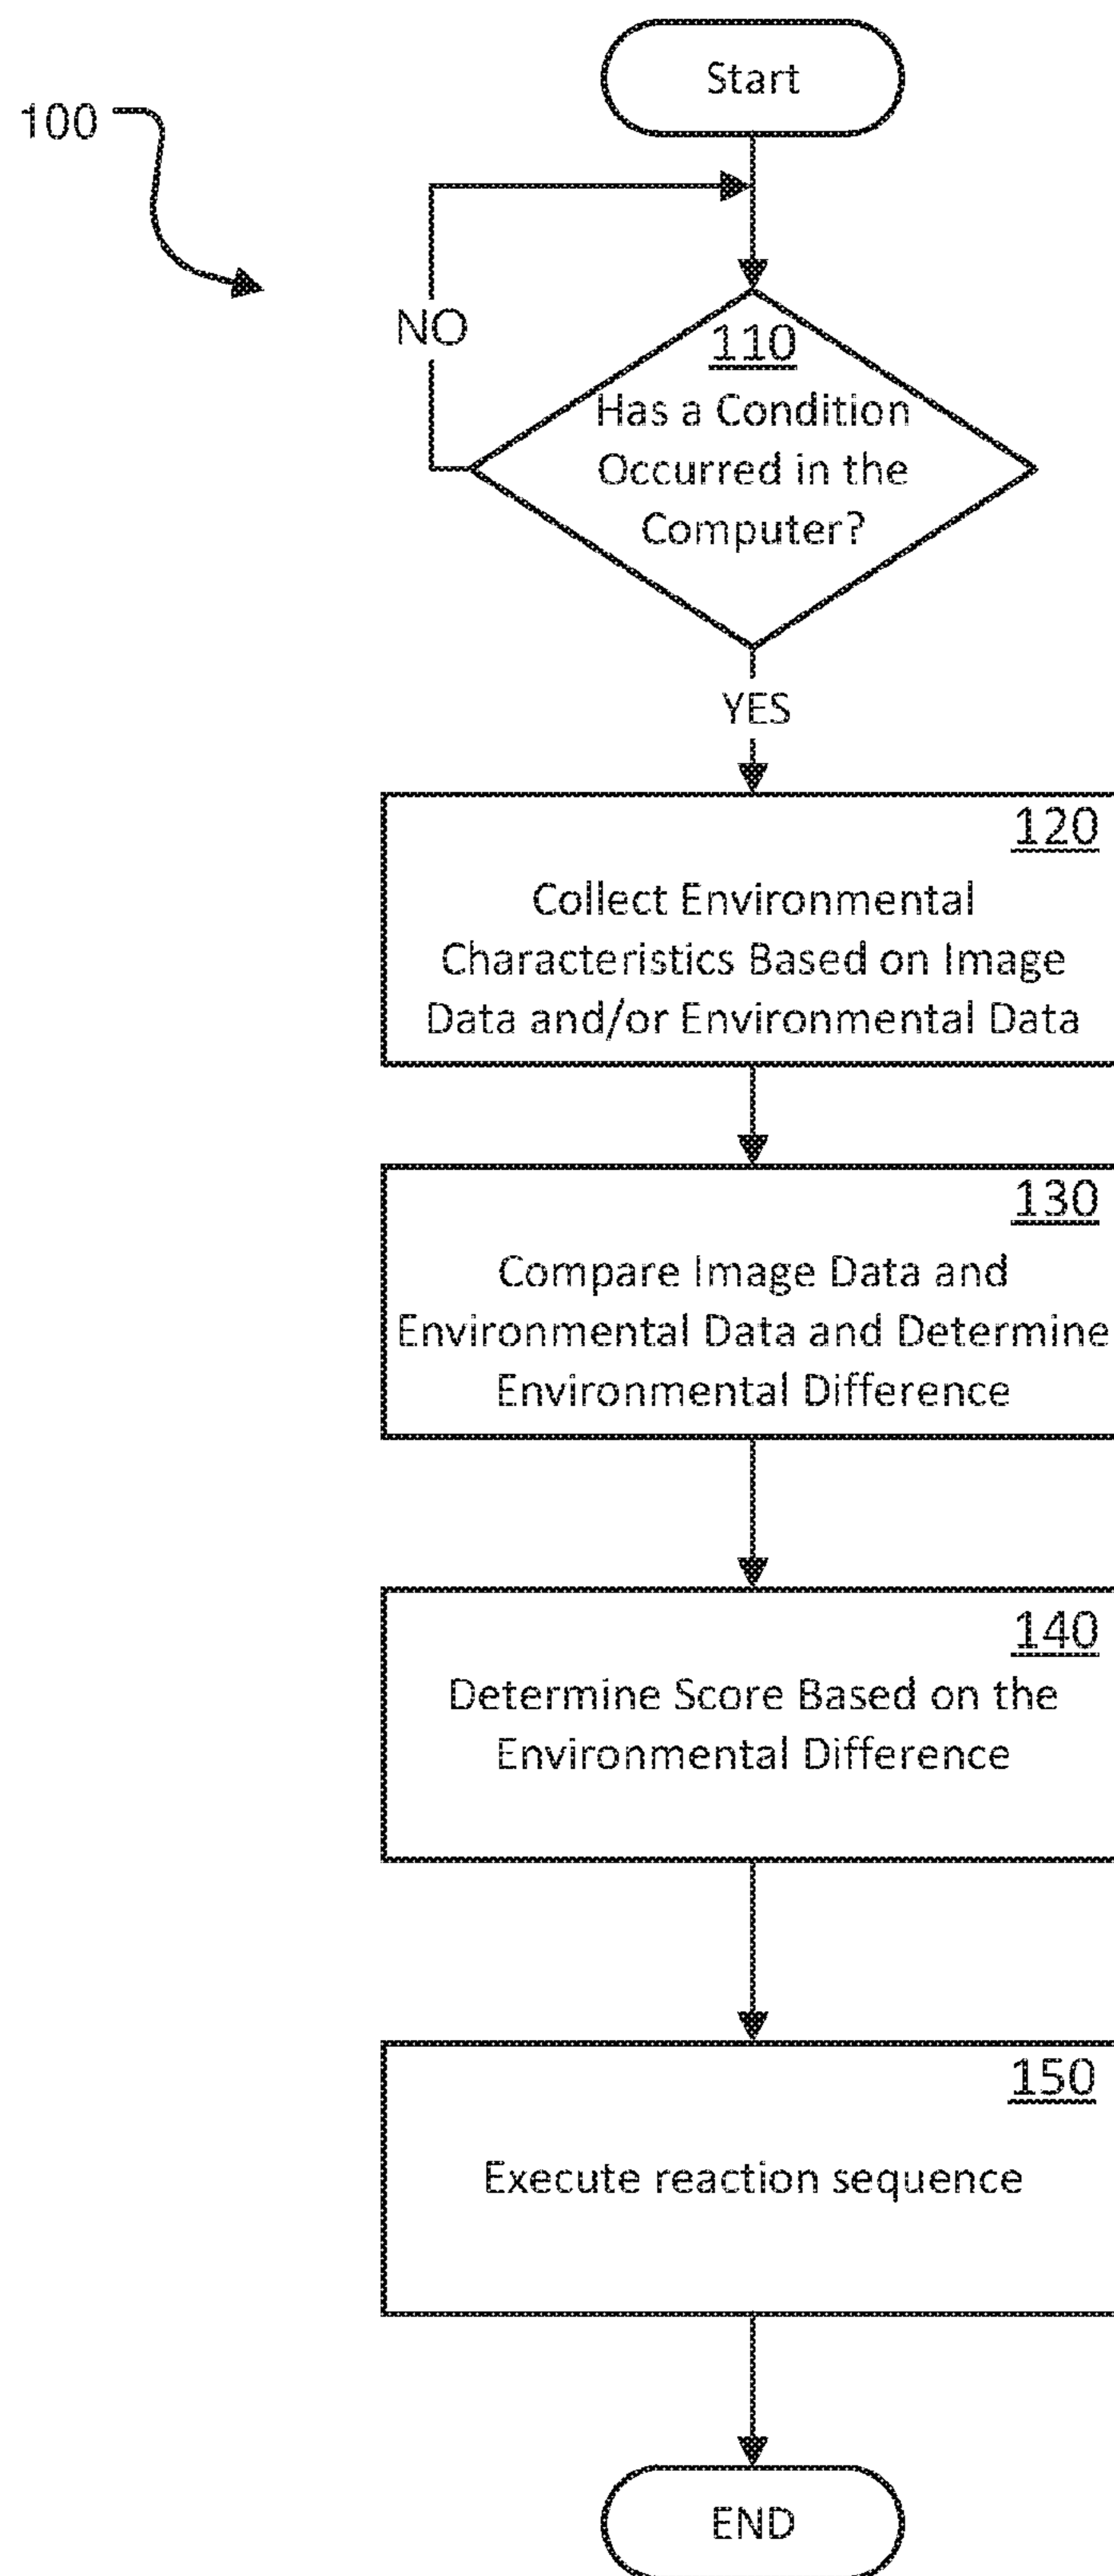 Start
100
NO
110
Has a Condition
Occurred in the
Computer?
YES
120
Collect Environmental
Characteristics Based on Image
Data and/or Environmental Data
130
Compare Image Data and
Environmental Data and Determine
Environmental Difference
140
Determine Score Based on the
Environmental Difference
150
Execute reaction sequence
END